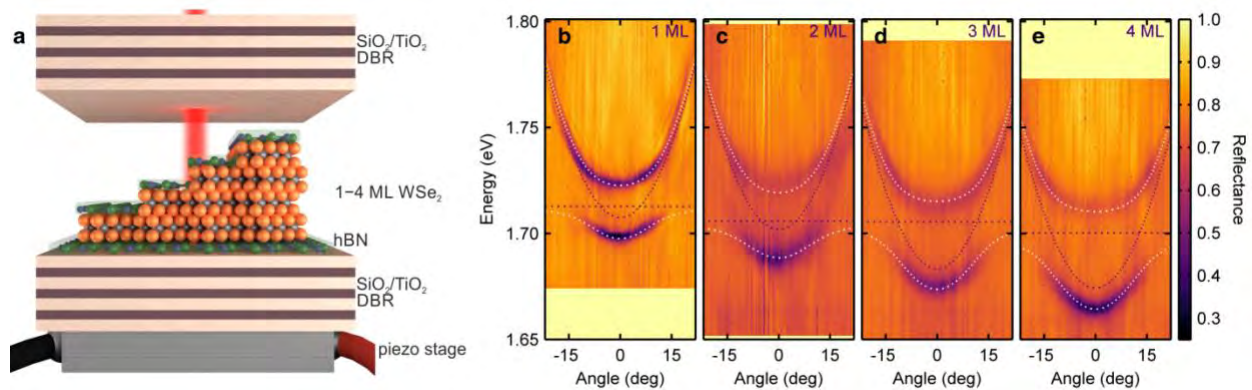 a
SiO2/TiO2
DBR
1–4 ML WSe2
hBN
SiO2/TiO2
DBR
piezo stage
Energy (eV)
1.80
1.75
1.70
1.65
b 1 ML
c 2 ML
d 3 ML
e 4 ML
-15 0 15
-15 0 15
-15 0 15
-15 0 15
Angle (deg)
Angle (deg)
Angle (deg)
Angle (deg)
1.0
0.9
0.8
0.7
0.6
0.5
0.4
0.3
Reflectance